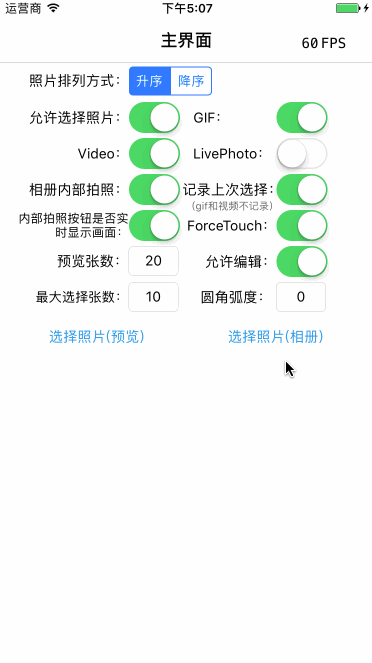 运营商 下午5:07
主界面 60 FPS
照片排列方式： 升序 降序
允许选择照片： GIF：
Video： LivePhoto：
相册内部拍照： 记录上次选择：
(gif和视频不记录)
内部拍照按钮是否实
时显示画面： ForceTouch：
预览张数： 20 允许编辑：
最大选择张数： 10 圆角弧度： 0
选择照片(预览) 选择照片(相册)